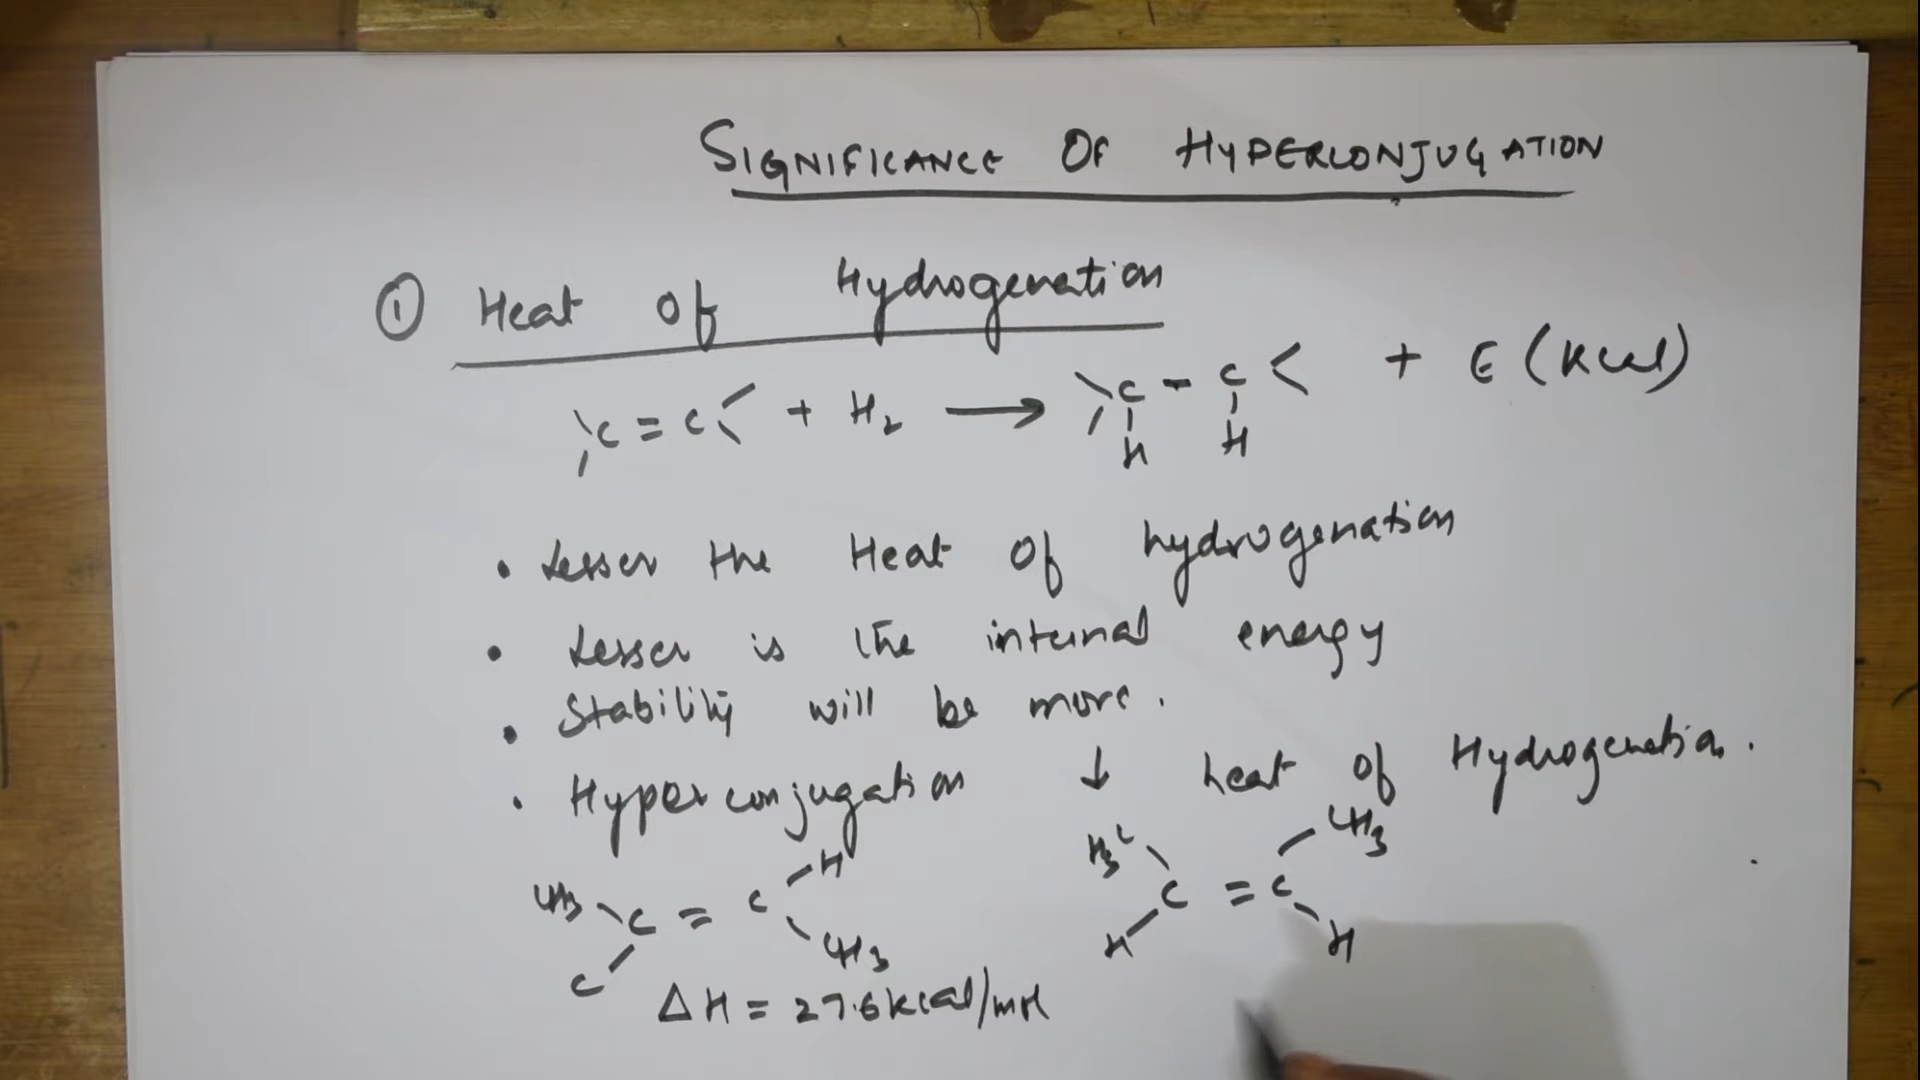 SIGNIFICANCE OF HYPERCONJUGATION
① Heat of Hydrogenation
C = C + H₂ ⟶ C - C + E (Kcal)
H H
• Lesser the Heat of hydrogenation
• Lesser is the internal energy
• Stability will be more.
• Hyperconjugation ↓ heat of Hydrogenation.
H H₃C CH₃
CH₃ C = C C = C
C CH₃ H H
ΔH = 27.6 kcal/mol